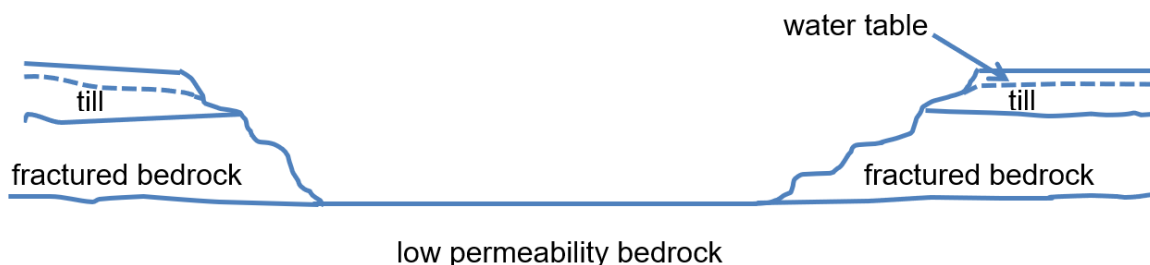 water table
till
till
fractured bedrock
fractured bedrock
low permeability bedrock